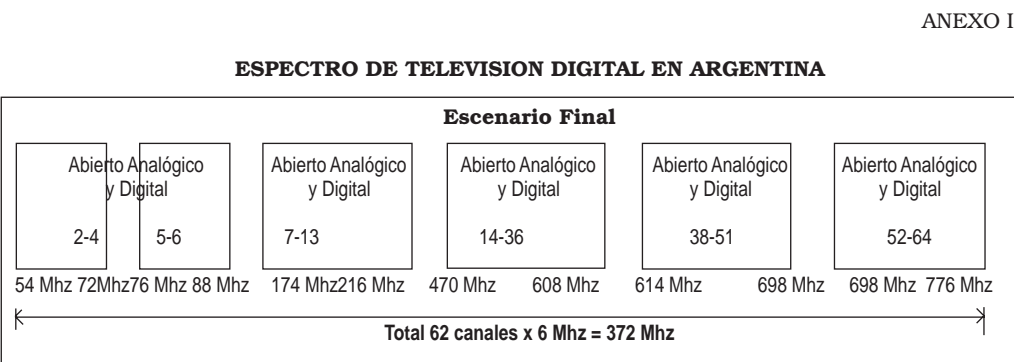 ANEXO I
ESPECTRO DE TELEVISION DIGITAL EN ARGENTINA
Escenario Final
Abierto Analógico Abierto Analógico Abierto Analógico Abierto Analógico Abierto Analógico
y Digital y Digital y Digital y Digital y Digital
2-4 5-6 7-13 14-36 38-51 52-64
54 Mhz 72Mhz76 Mhz 88 Mhz 174 Mhz216 Mhz 470 Mhz 608 Mhz 614 Mhz 698 Mhz 698 Mhz 776 Mhz
Total 62 canales x 6 Mhz = 372 Mhz